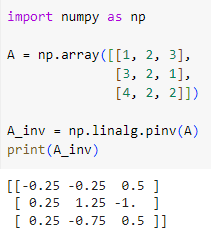 import numpy as np
A = np.array([[1, 2, 3],
              [3, 2, 1],
              [4, 2, 2]])
A_inv = np.linalg.pinv(A)
print(A_inv)
[[-0.25 -0.25  0.5 ]
 [ 0.25  1.25 -1.  ]
 [ 0.25 -0.75  0.5 ]]